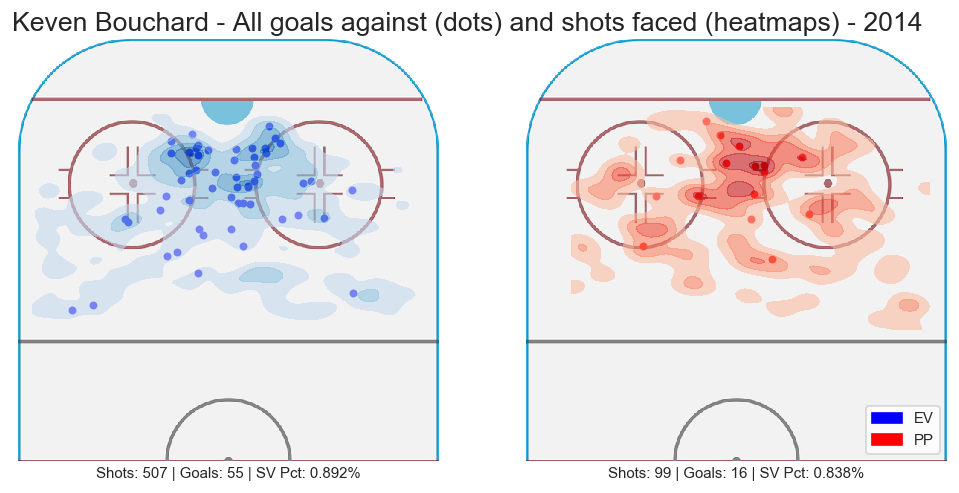 Keven Bouchard - All goals against (dots) and shots faced (heatmaps) - 2014
EV
PP
Shots: 507 | Goals: 55 | SV Pct: 0.892%
Shots: 99 | Goals: 16 | SV Pct: 0.838%